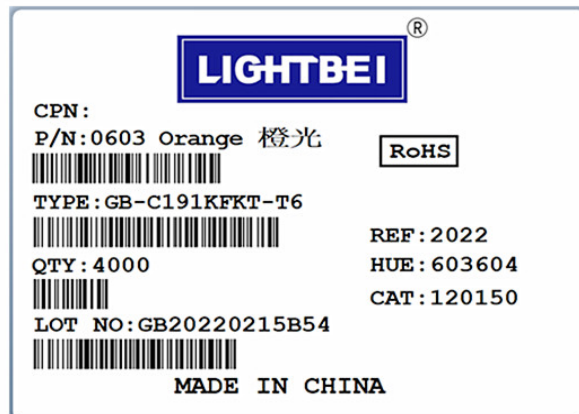 LIGHTBEI ®
CPN:
P/N:0603 Orange 橙光
RoHS
TYPE:GB-C191KFKT-T6
REF:2022
QTY:4000
HUE:603604
CAT:120150
LOT NO:GB20220215B54
MADE IN CHINA